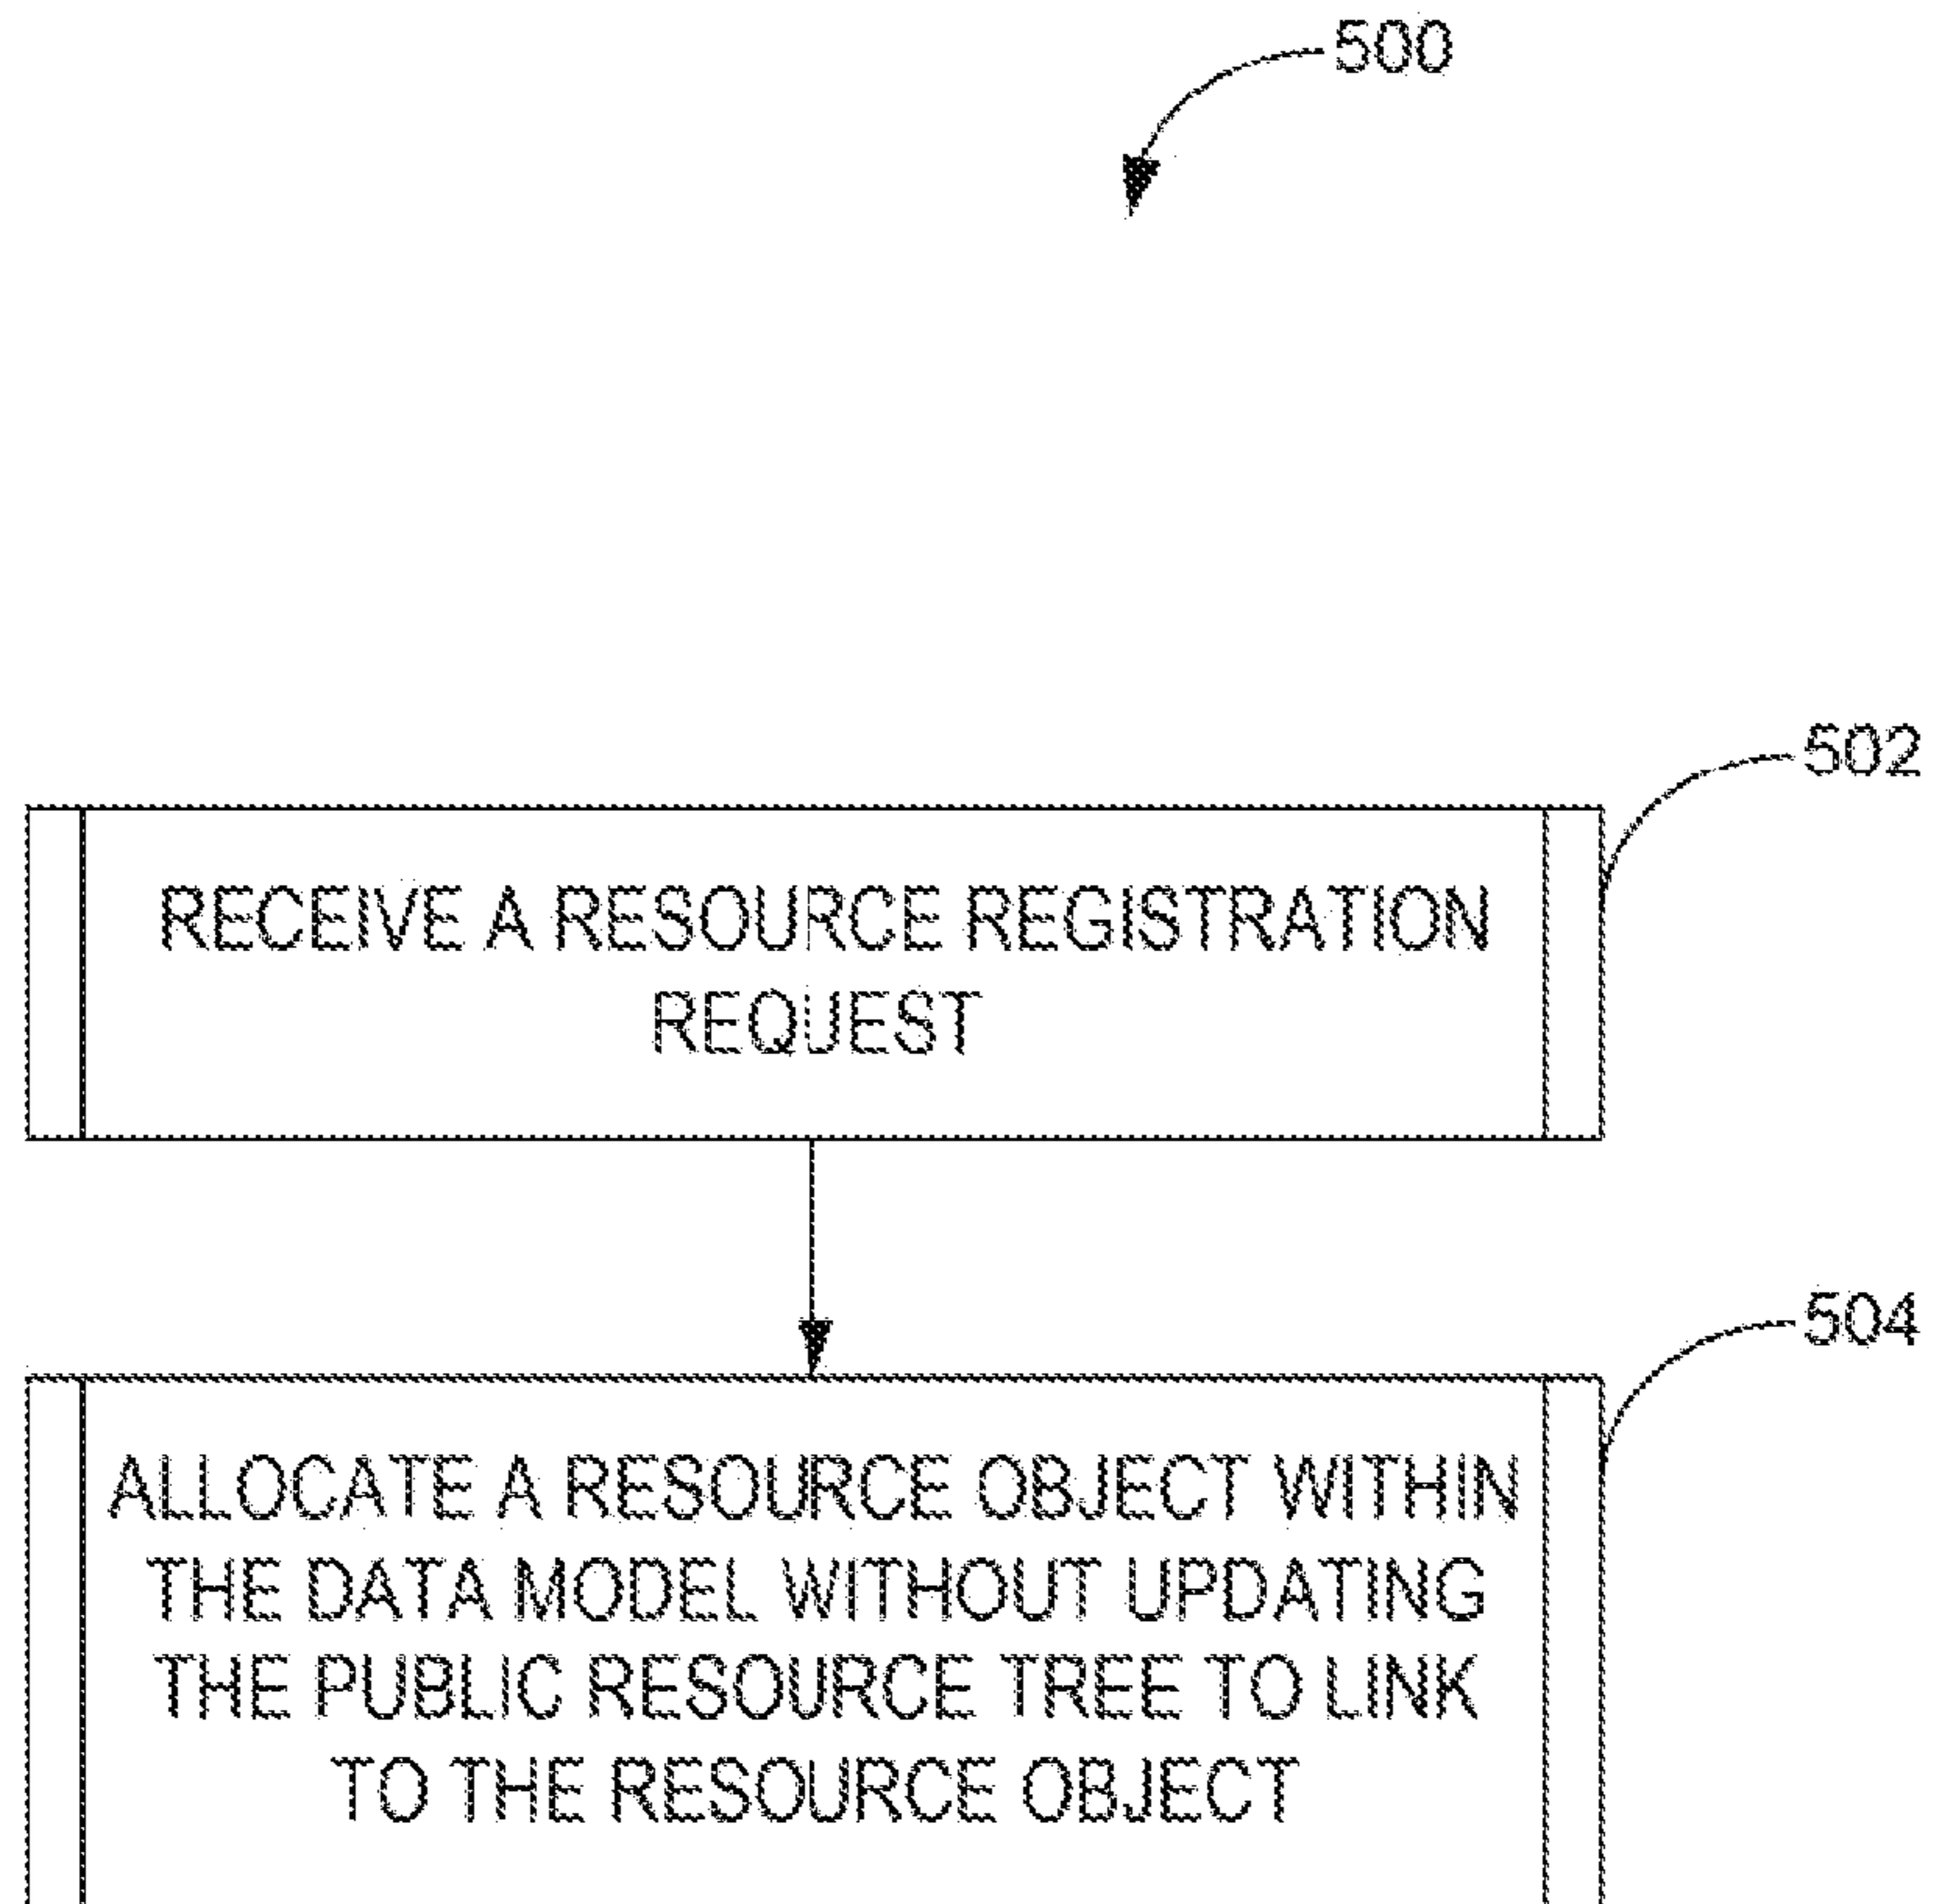 500
502
RECEIVE A RESOURCE REGISTRATION
REQUEST
504
ALLOCATE A RESOURCE OBJECT WITHIN
THE DATA MODEL WITHOUT UPDATING
THE PUBLIC RESOURCE TREE TO LINK
TO THE RESOURCE OBJECT